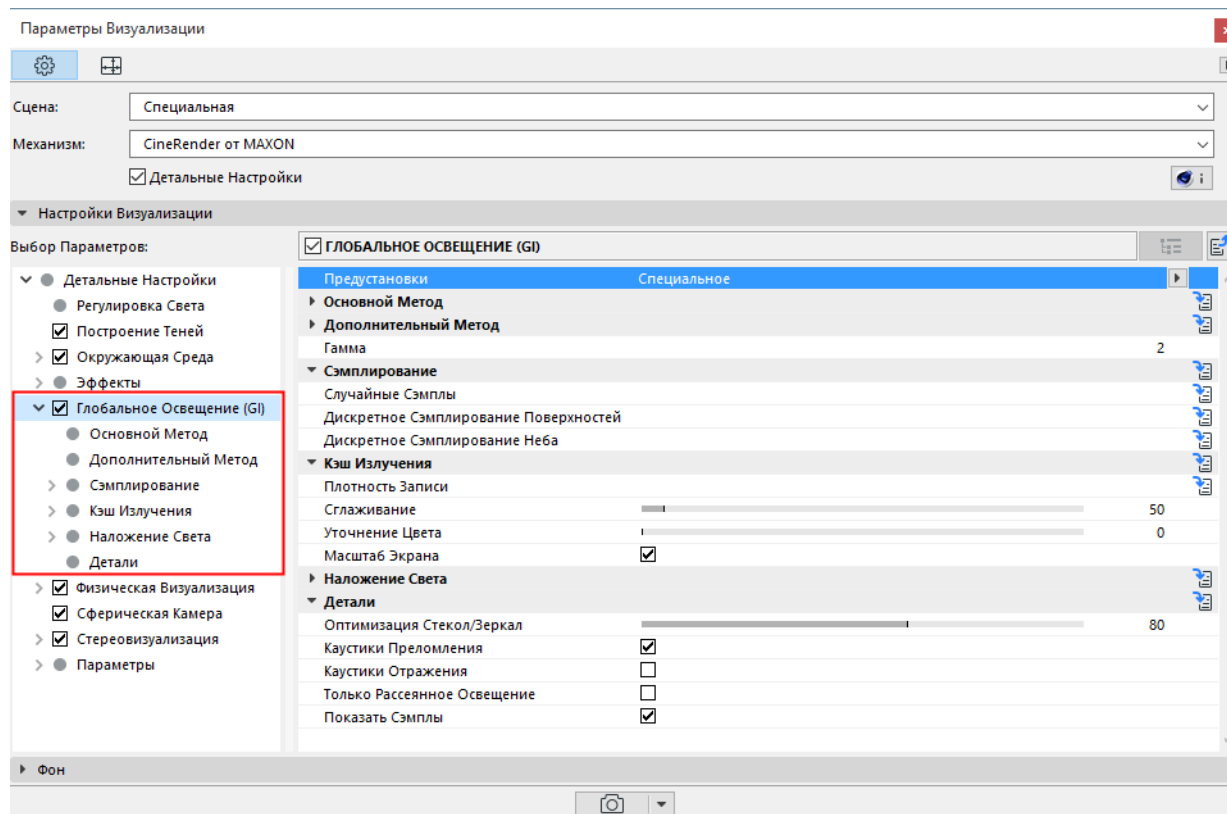 Параметры Визуализации
Сцена: Специальная
Механизм: CineRender от MAXON
Детальные Настройки
i
Настройки Визуализации
Выбор Параметров:
Детальные Настройки
Регулировка Света
Построение Теней
Окружающая Среда
Эффекты
Глобальное Освещение (GI)
Основной Метод
Дополнительный Метод
Сэмплирование
Кэш Излучения
Наложение Света
Детали
Физическая Визуализация
Сферическая Камера
Стереовизуализация
Параметры
ГЛОБАЛЬНОЕ ОСВЕЩЕНИЕ (GI)
Предустановки Специальное
Основной Метод
Дополнительный Метод
Гамма 2
Сэмплирование
Случайные Сэмплы
Дискретное Сэмплирование Поверхностей
Дискретное Сэмплирование Неба
Кэш Излучения
Плотность Записи
Сглаживание 50
Уточнение Цвета 0
Масштаб Экрана
Наложение Света
Детали
Оптимизация Стекол/Зеркал 80
Каустики Преломления
Каустики Отражения
Только Рассеянное Освещение
Показать Сэмплы
Фон